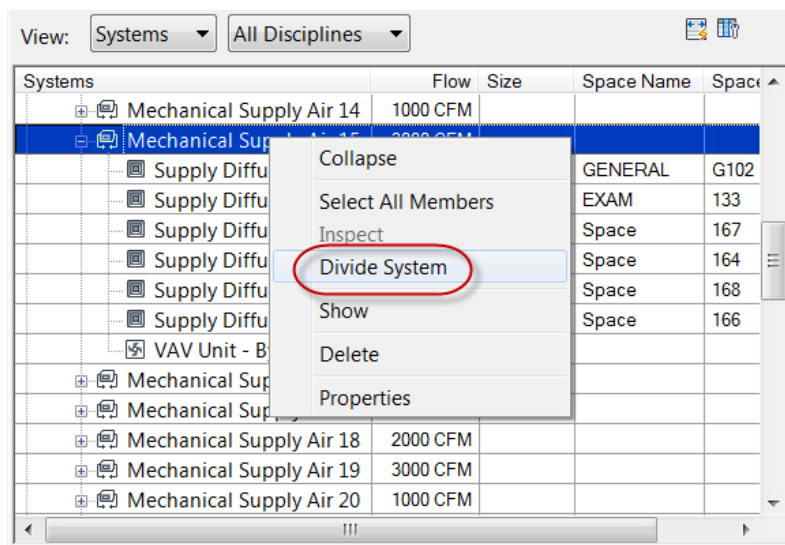 View: Systems All Disciplines
Systems Flow Size Space Name Space
Mechanical Supply Air 14 1000 CFM
Mechanical Supply Air 15 CFM
Supply Diffu GENERAL G102
Supply Diffu EXAM 133
Supply Diffu Space 167
Supply Diffu Space 164
Supply Diffu Space 168
Supply Diffu Space 166
VAV Unit - B
Mechanical Sup
Mechanical Sup
Mechanical Supply Air 18 2000 CFM
Mechanical Supply Air 19 3000 CFM
Mechanical Supply Air 20 1000 CFM
Collapse
Select All Members
Inspect
Divide System
Show
Delete
Properties